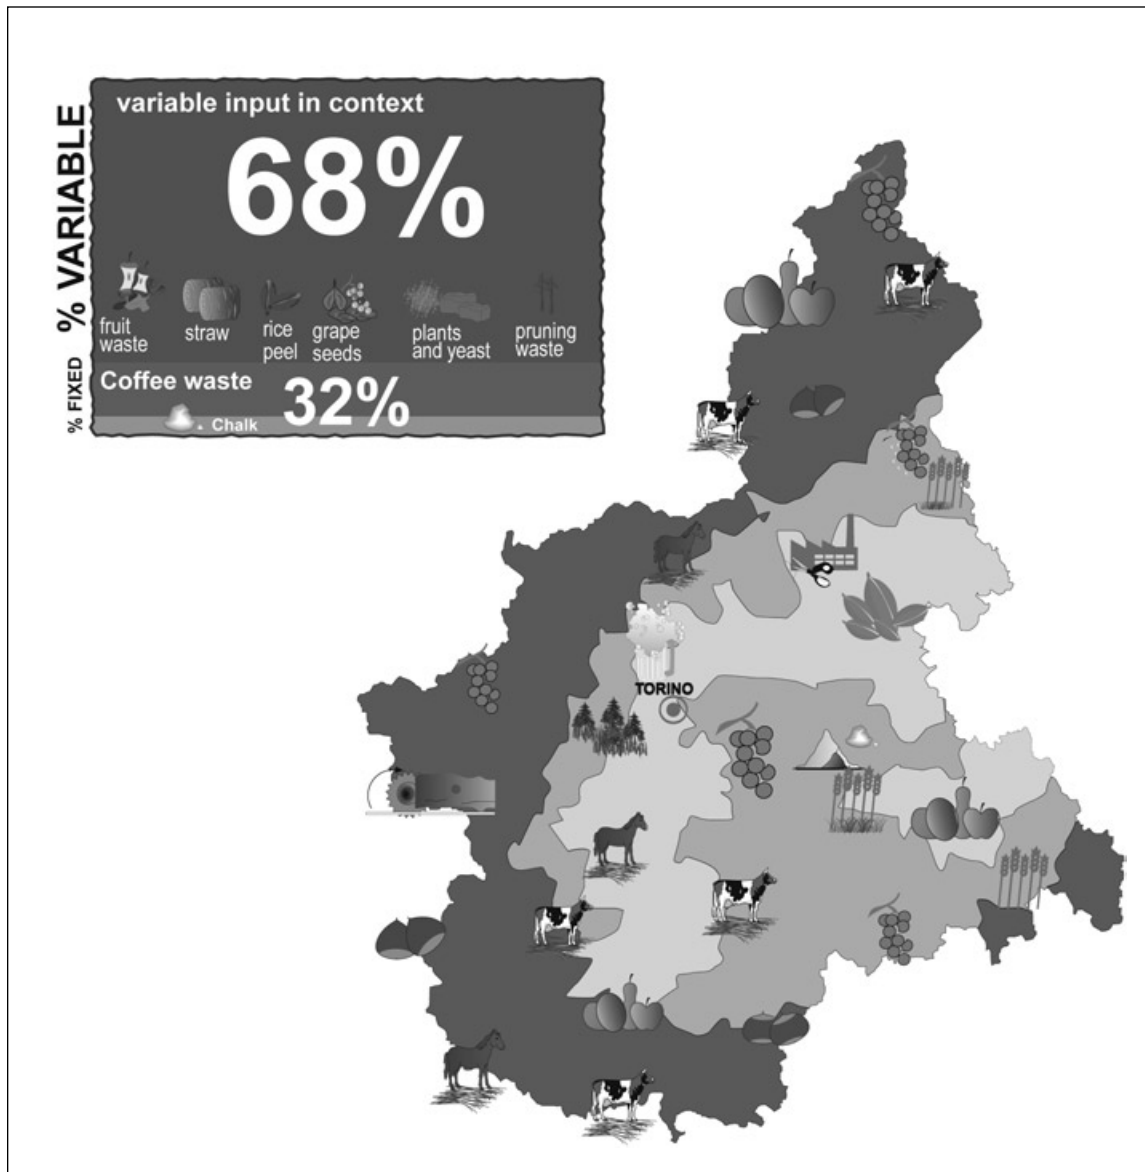 % VARIABLE
variable input in context
68%
fruit
waste
straw
rice
peel
grape
seeds
plants
and yeast
pruning
waste
% FIXED
Coffee waste
32%
Chalk
TORINO